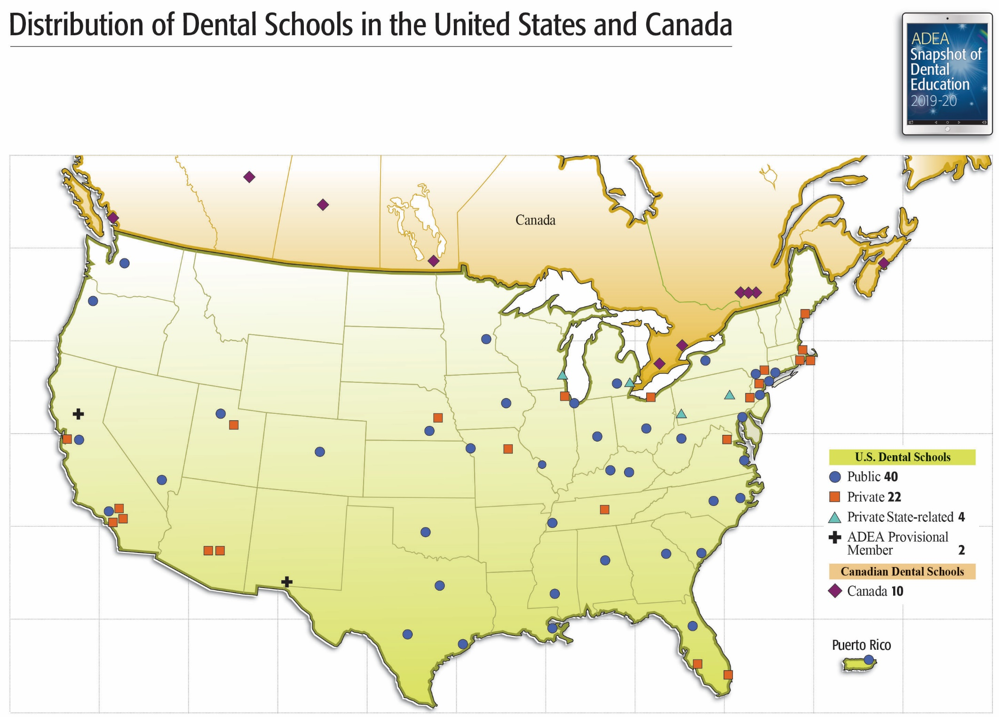 Distribution of Dental Schools in the United States and Canada
ADEA
Snapshot of
Dental
Education
2019-20
Canada
U.S. Dental Schools
Public 40
Private 22
Private State-related 4
ADEA Provisional
Member 2
Canadian Dental Schools
Canada 10
Puerto Rico